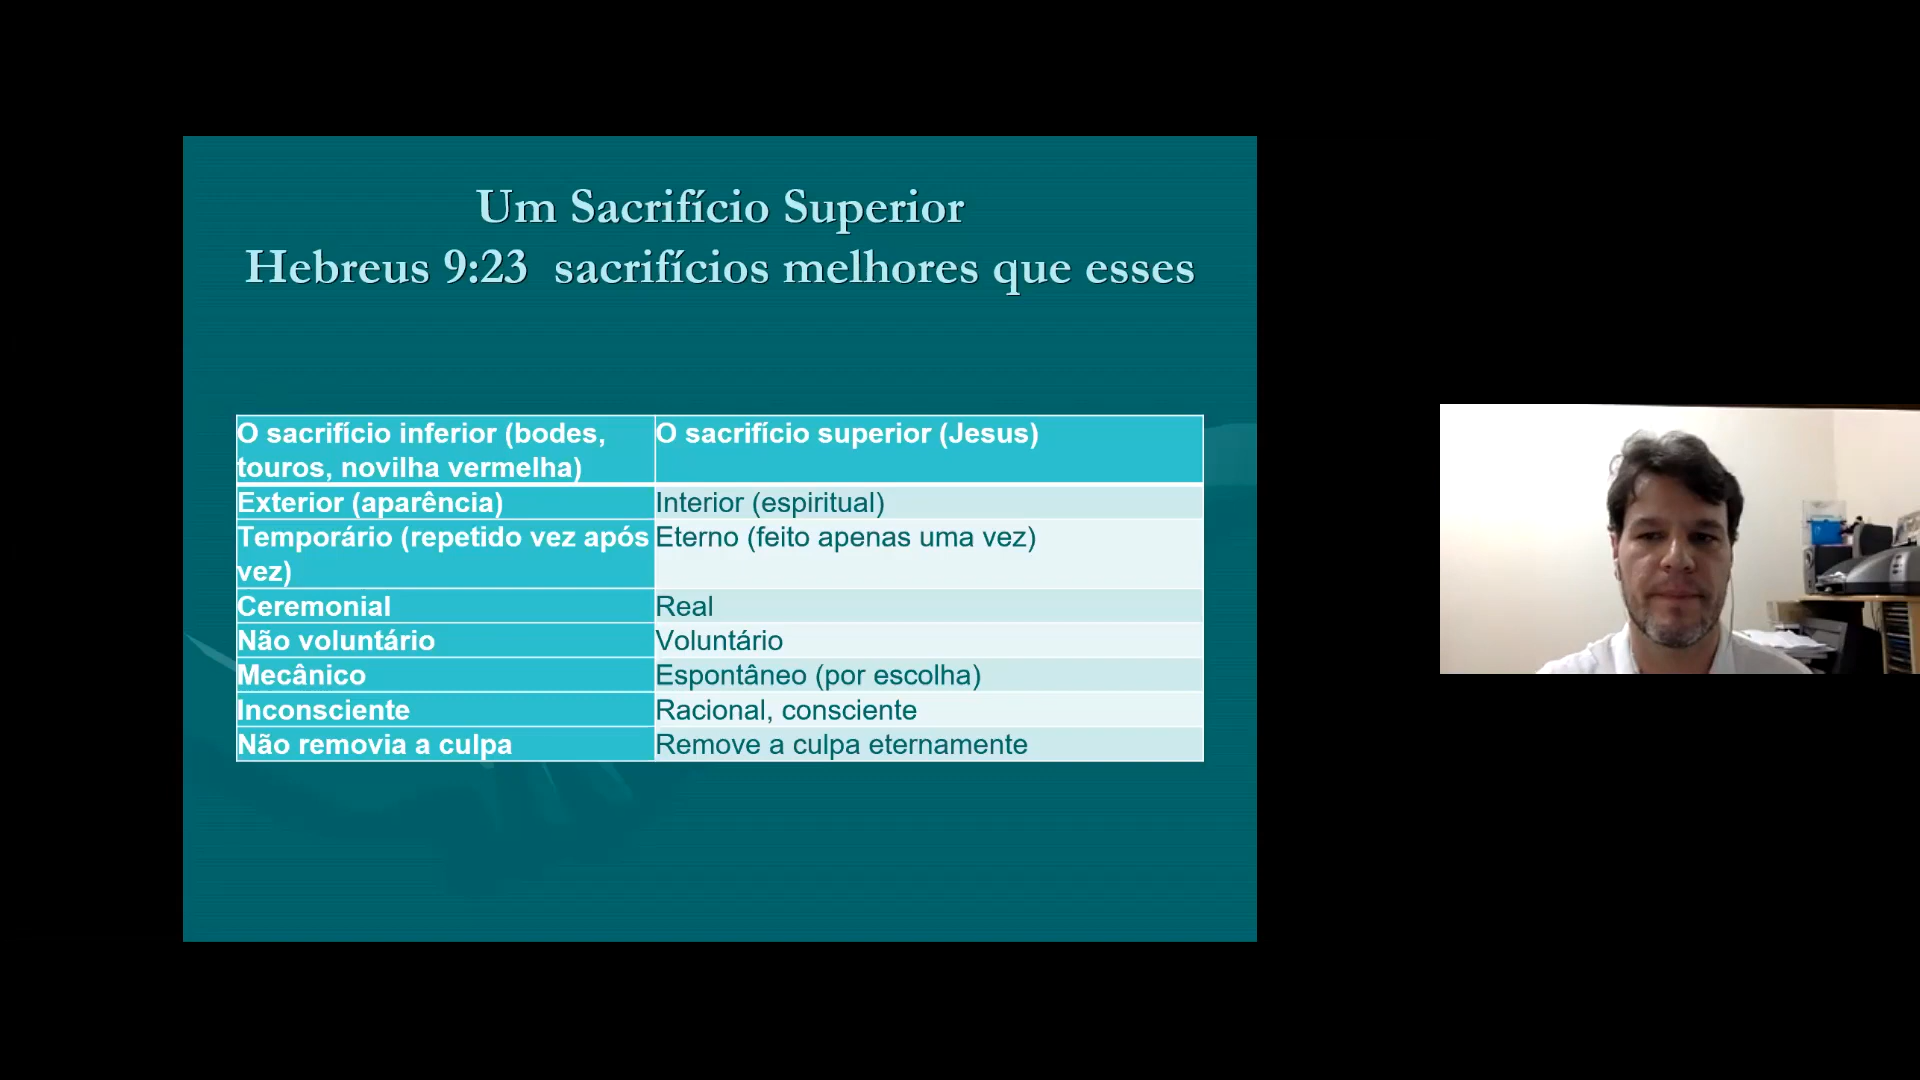 Um Sacrifício Superior
Hebreus 9:23  sacrifícios melhores que esses
O sacrifício inferior (bodes,
touros, novilha vermelha)
O sacrifício superior (Jesus)
Exterior (aparência)
Interior (espiritual)
Temporário (repetido vez após
vez)
Eterno (feito apenas uma vez)
Ceremonial
Real
Não voluntário
Voluntário
Mecânico
Espontâneo (por escolha)
Inconsciente
Racional, consciente
Não removia a culpa
Remove a culpa eternamente